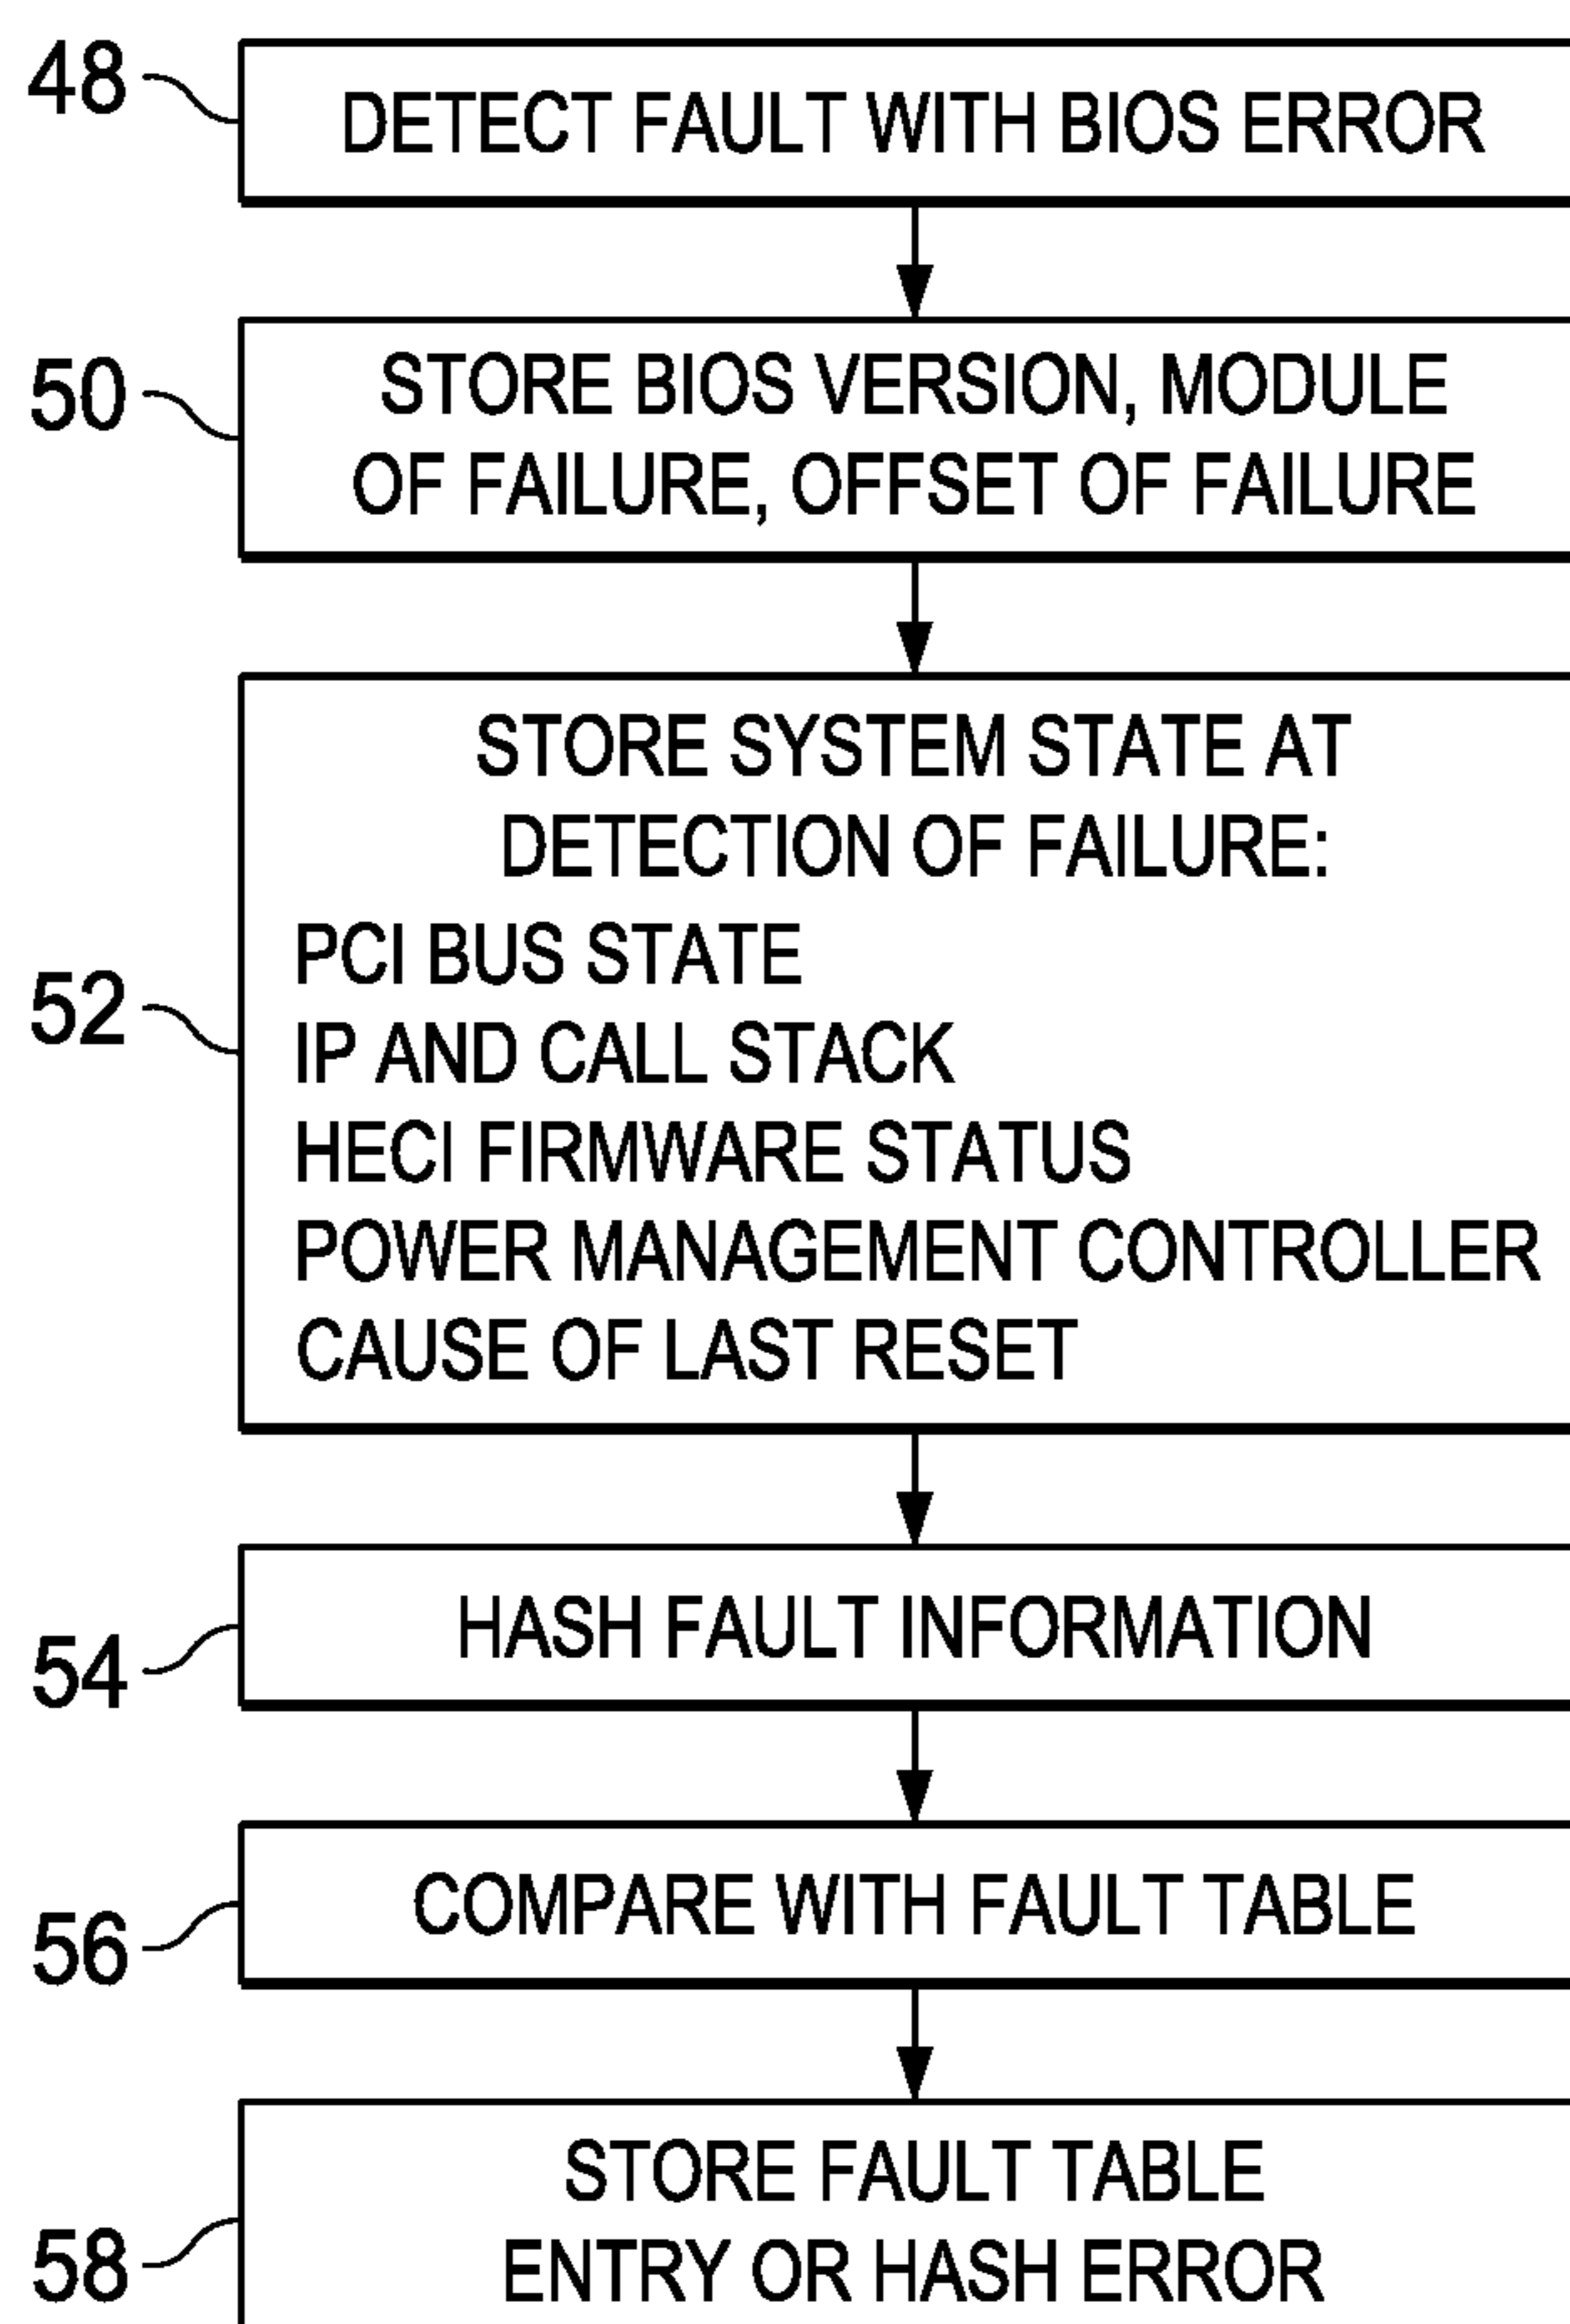 48
DETECT FAULT WITH BIOS ERROR
50
STORE BIOS VERSION, MODULE
OF FAILURE, OFFSET OF FAILURE
52
STORE SYSTEM STATE AT
DETECTION OF FAILURE:
PCI BUS STATE
IP AND CALL STACK
HECI FIRMWARE STATUS
POWER MANAGEMENT CONTROLLER
CAUSE OF LAST RESET
54
HASH FAULT INFORMATION
56
COMPARE WITH FAULT TABLE
58
STORE FAULT TABLE
ENTRY OR HASH ERROR